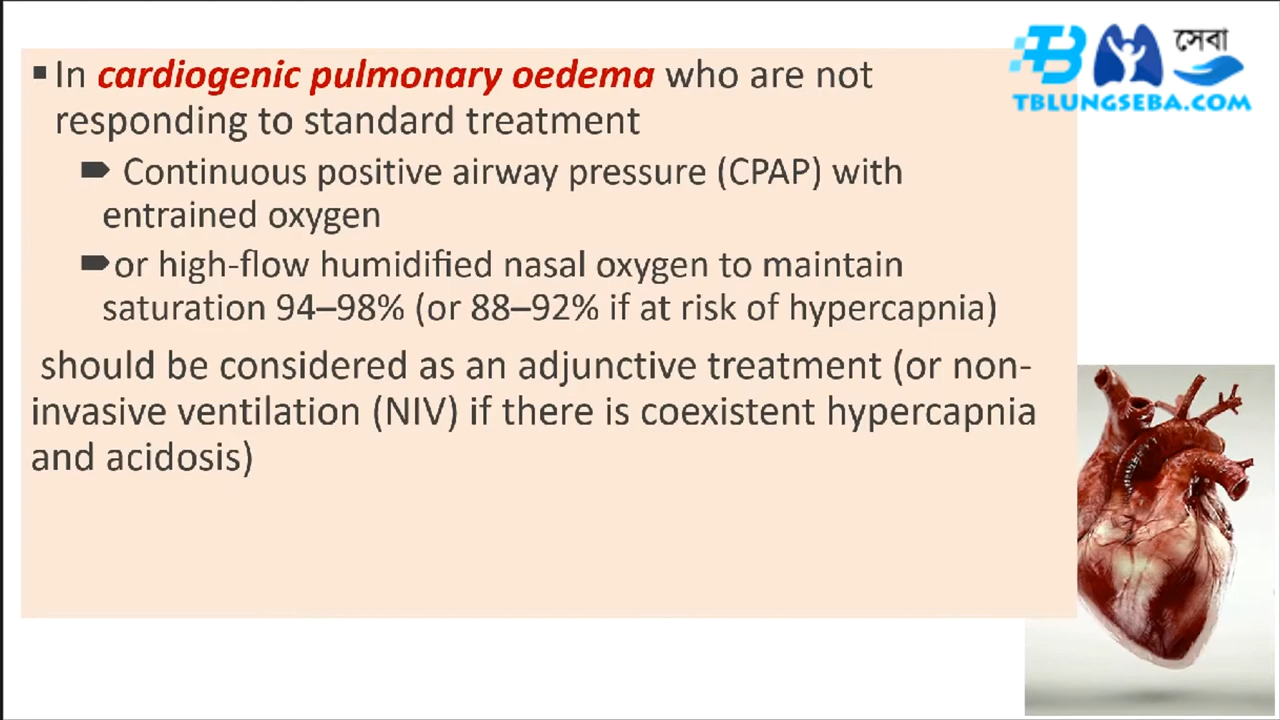 TB সেবা
TBLUNGSEBA.COM
▪ In cardiogenic pulmonary oedema who are not
responding to standard treatment
Continuous positive airway pressure (CPAP) with
entrained oxygen
or high-flow humidified nasal oxygen to maintain
saturation 94–98% (or 88–92% if at risk of hypercapnia)
should be considered as an adjunctive treatment (or non-
invasive ventilation (NIV) if there is coexistent hypercapnia
and acidosis)